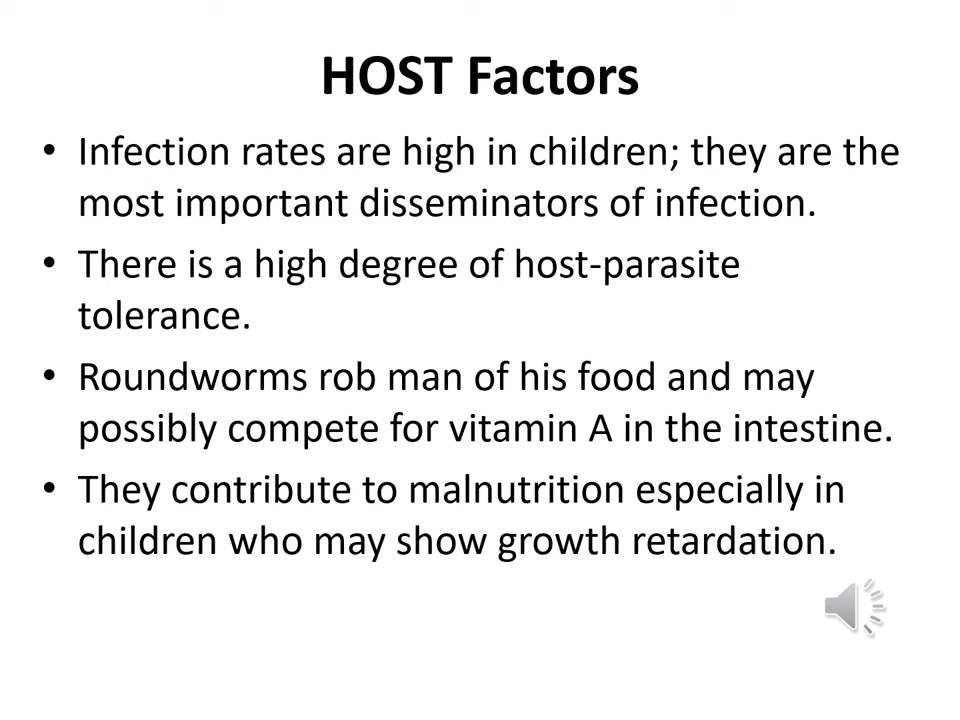 HOST Factors
• Infection rates are high in children; they are the
most important disseminators of infection.
• There is a high degree of host-parasite
tolerance.
• Roundworms rob man of his food and may
possibly compete for vitamin A in the intestine.
• They contribute to malnutrition especially in
children who may show growth retardation.